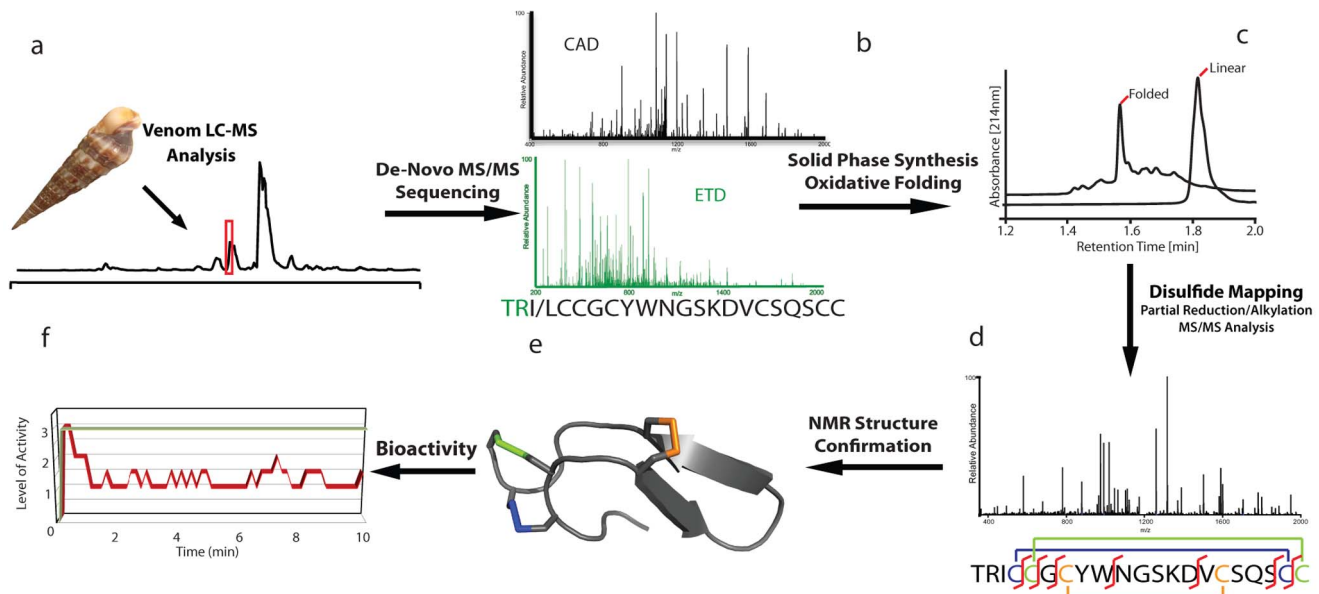 a
Venom LC-MS
Analysis
De-Novo MS/MS
Sequencing
100
CAD
Relative Abundance
400
800
1200
1600
2000
m/z
100
ETD
Relative Abundance
200
800
1400
2000
m/z
TRI/LCCGCYWNGSKDVCSQSCC
b
Solid Phase Synthesis
Oxidative Folding
c
Linear
Folded
Absorbance [214nm]
1.2
1.4
1.6
1.8
2.0
Retention Time [min]
Disulfide Mapping
Partial Reduction/Alkylation
MS/MS Analysis
d
100
Relative Abundance
400
800
1200
1600
2000
m/z
TRICCGCYWNGSKDVCSQSCC
NMR Structure
Confirmation
e
Bioactivity
f
Level of Activity
3
2
1
0
2
4
6
8
10
Time (min)